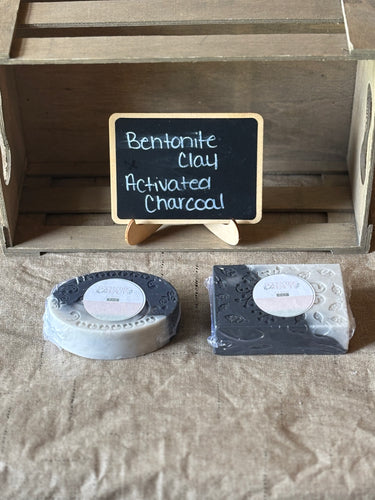 Bentonite
Clay
Activated
Charcoal